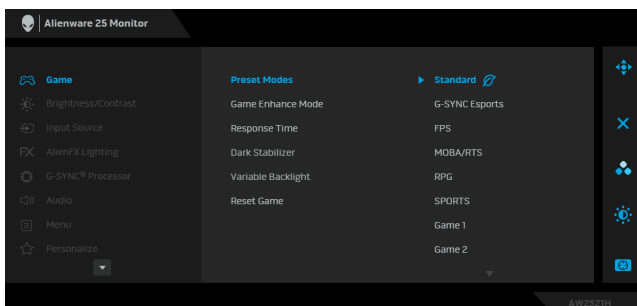 Alienware 25 Monitor
Game
Brightness/Contrast
Input Source
FX AlienFX Lighting
G-SYNC® Processor
Audio
Menu
Personalize
Preset Modes
Game Enhance Mode
Response Time
Dark Stabilizer
Variable Backlight
Reset Game
Standard
G-SYNC Esports
FPS
MOBA/RTS
RPG
SPORTS
Game 1
Game 2
AW2521H